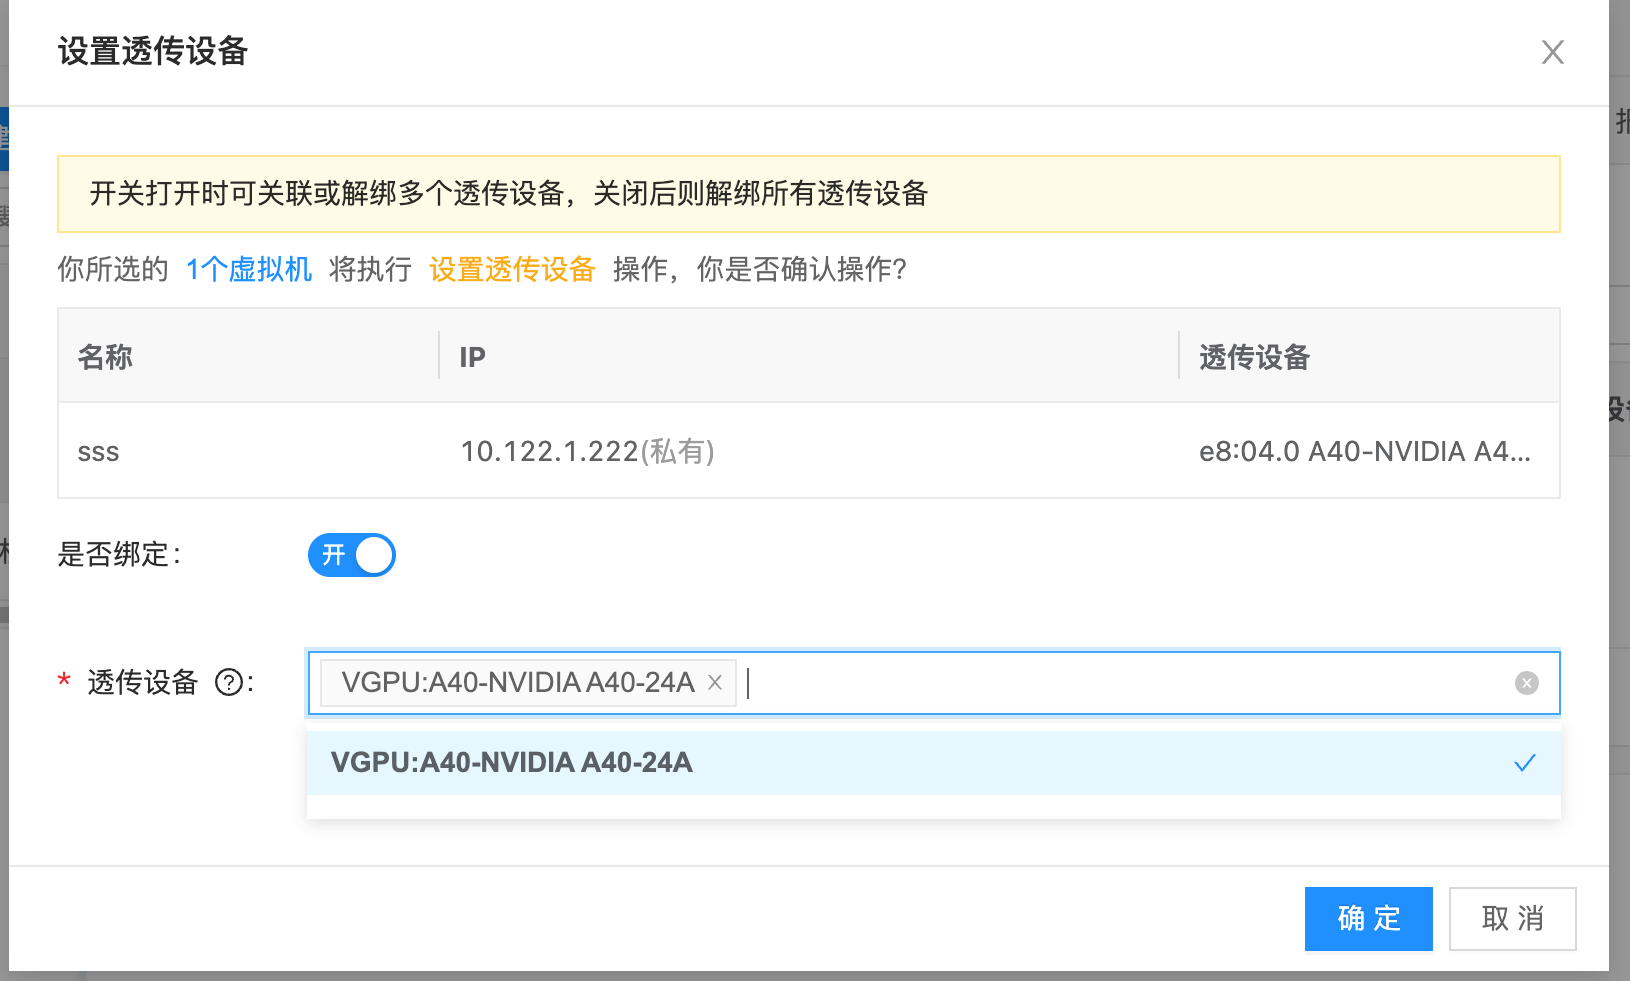 设置透传设备
开关打开时可关联或解绑多个透传设备，关闭后则解绑所有透传设备
你所选的 1个虚拟机 将执行 设置透传设备 操作，你是否确认操作？
名称 IP 透传设备
sss 10.122.1.222(私有) e8:04.0 A40-NVIDIA A4...
是否绑定： 开
* 透传设备 ?： VGPU:A40-NVIDIA A40-24A
VGPU:A40-NVIDIA A40-24A
确 定 取 消